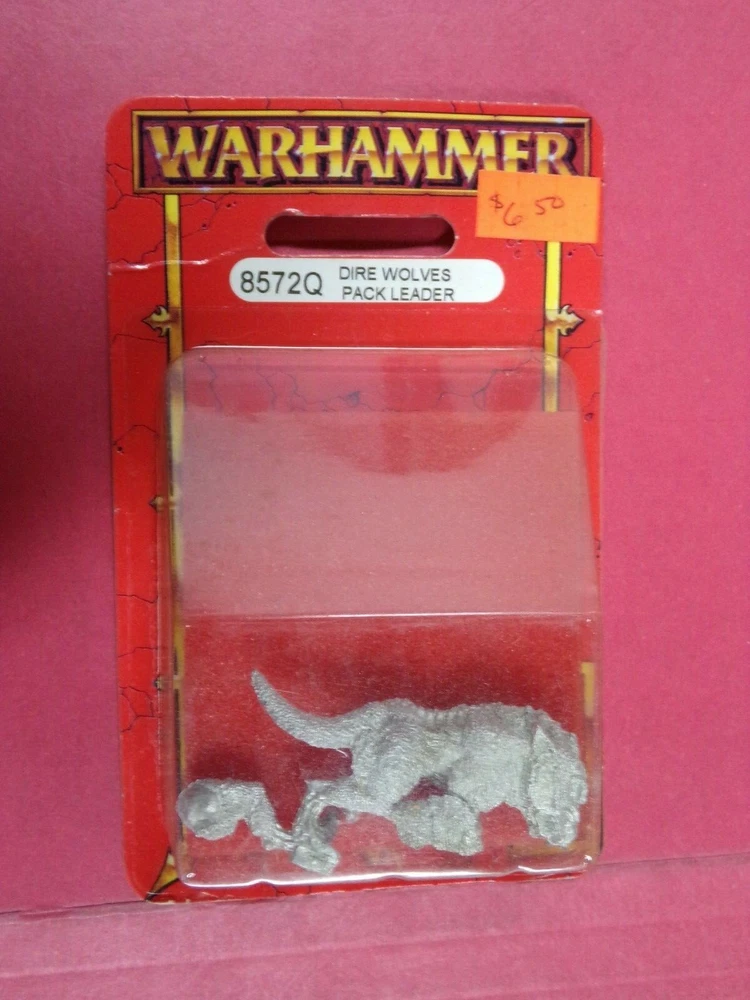 WARHAMMER
$6.50
8572Q DIRE WOLVES
PACK LEADER